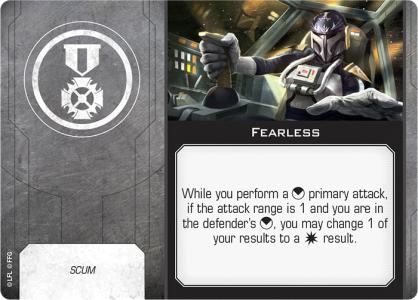 FEARLESS
While you perform a primary attack,
if the attack range is 1 and you are in
the defender's , you may change 1 of
your results to a result.
SCUM
© LFL © FFG